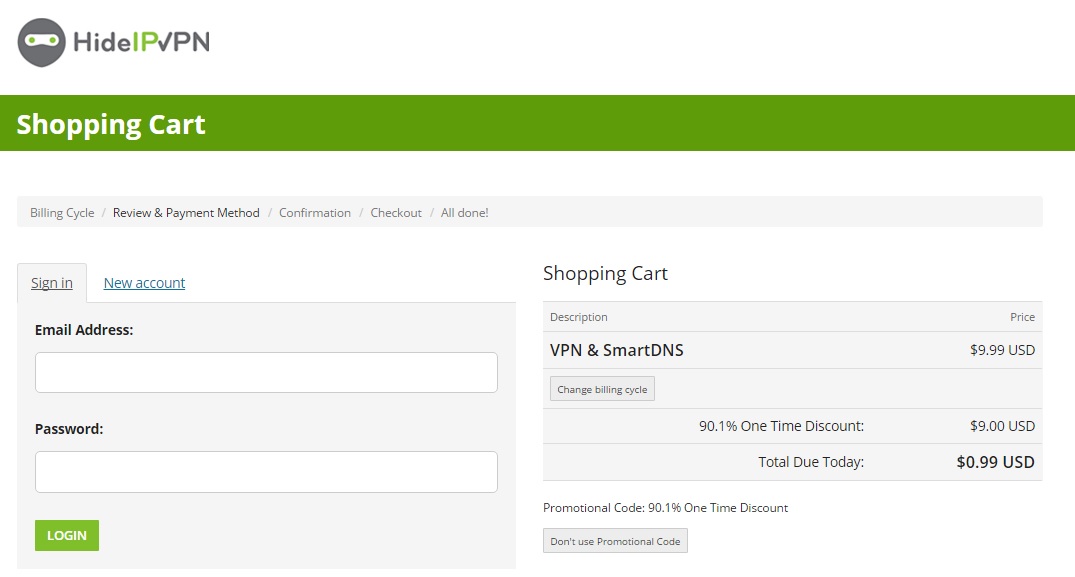 HideIPVPN
Shopping Cart
Billing Cycle / Review & Payment Method / Confirmation / Checkout / All done!
Sign in New account
Email Address:
Password:
LOGIN
Shopping Cart
Description Price
VPN & SmartDNS $9.99 USD
Change billing cycle
90.1% One Time Discount: $9.00 USD
Total Due Today: $0.99 USD
Promotional Code: 90.1% One Time Discount
Don't use Promotional Code